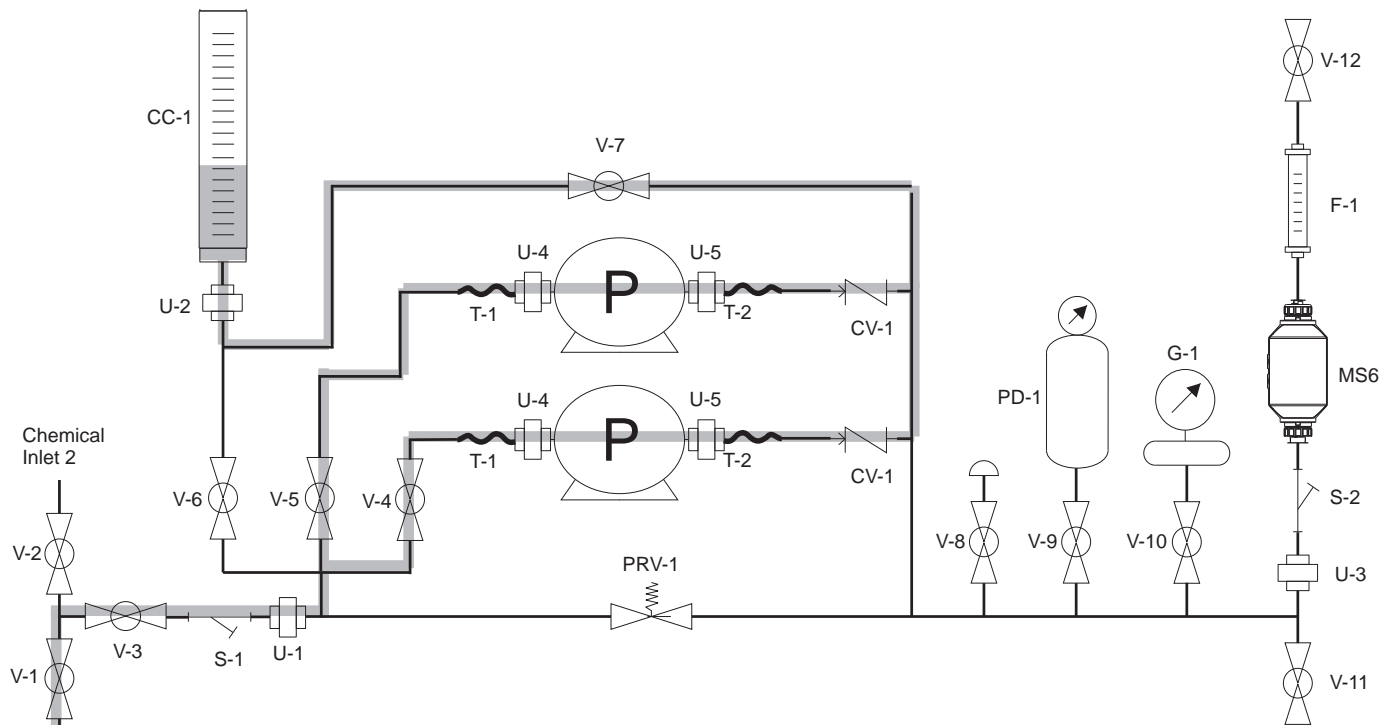 V-12
CC-1
V-7
F-1
U-4
U-5
P
U-2
T-1
T-2
CV-1
G-1
MS6
PD-1
U-4
U-5
P
Chemical
Inlet 2
T-1
T-2
CV-1
V-6
V-5
V-4
S-2
V-2
V-8
V-9
V-10
PRV-1
U-3
V-3
S-1
U-1
V-1
V-11